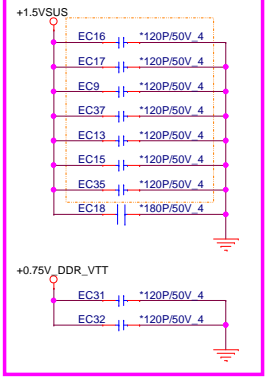 +1.5VSUS
EC16 *120P/50V_4
EC17 *120P/50V_4
EC9 *120P/50V_4
EC37 *120P/50V_4
EC13 *120P/50V_4
EC15 *120P/50V_4
EC35 *120P/50V_4
EC18 *180P/50V_4
+0.75V_DDR_VTT
EC31 *120P/50V_4
EC32 *120P/50V_4